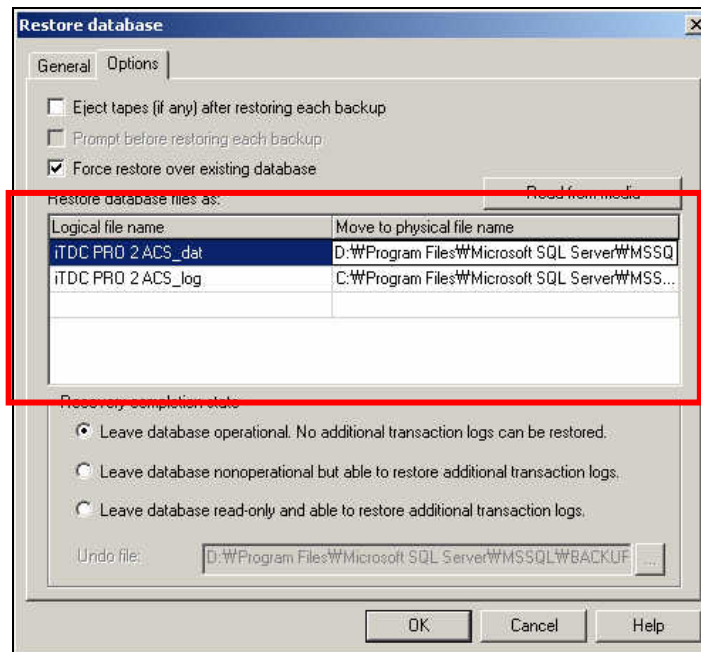 Restore database
General Options
Eject tapes (if any) after restoring each backup
Prompt before restoring each backup
Force restore over existing database
Restore database files as:
Read from media
Logical file name Move to physical file name
iTDC PRO 2 ACS_dat D:₩Program Files₩Microsoft SQL Server₩MSSQ
iTDC PRO 2 ACS_log C:₩Program Files₩Microsoft SQL Server₩MSS...
Recovery completion state
Leave database operational. No additional transaction logs can be restored.
Leave database nonoperational but able to restore additional transaction logs.
Leave database read-only and able to restore additional transaction logs.
Undo file: D:₩Program Files₩Microsoft SQL Server₩MSSQL₩BACKUF ...
OK Cancel Help